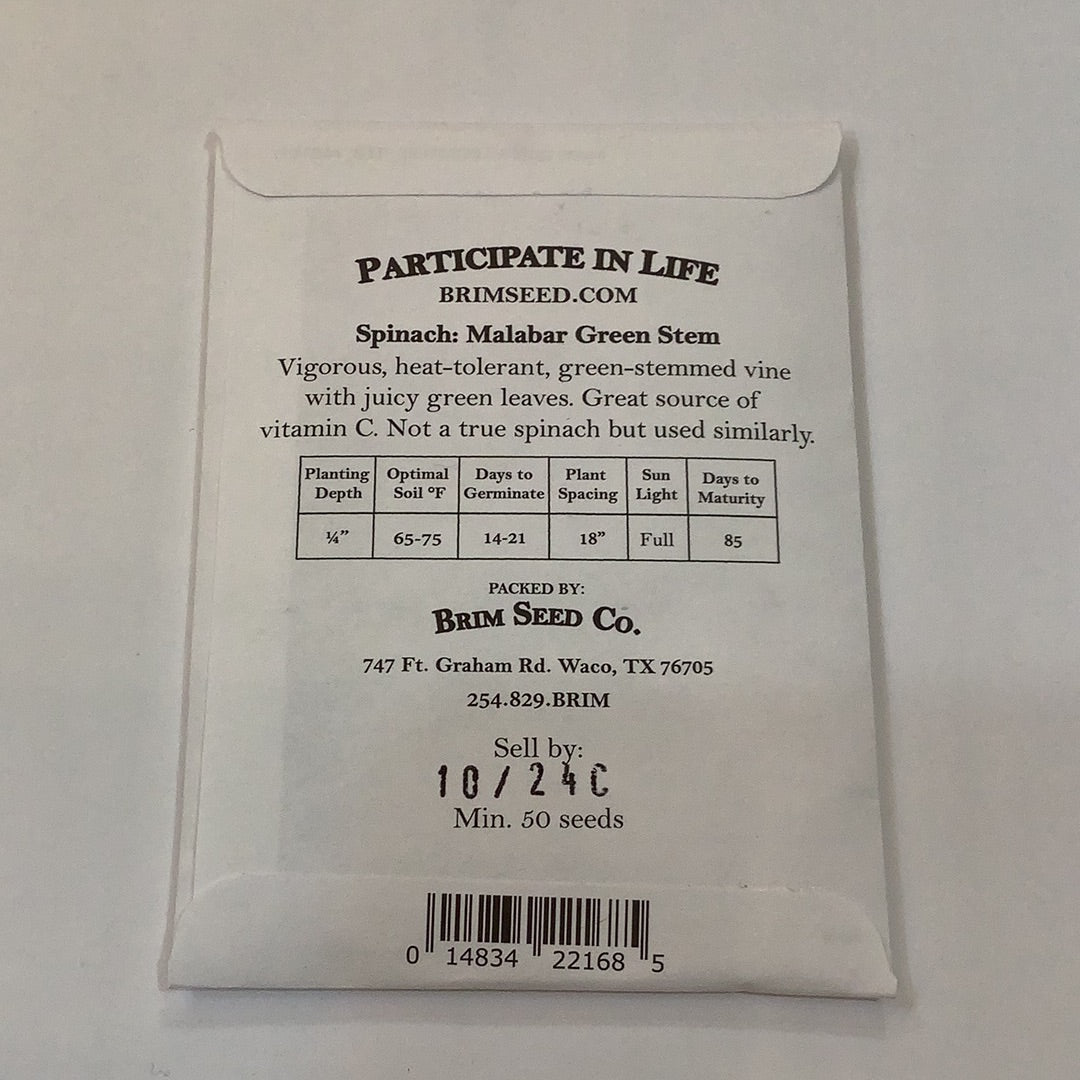 PARTICIPATE IN LIFE
BRIMSEED.COM
Spinach: Malabar Green Stem
Vigorous, heat-tolerant, green-stemmed vine
with juicy green leaves. Great source of
vitamin C. Not a true spinach but used similarly.
Planting Depth Optimal Soil °F Days to Germinate Plant Spacing Sun Light Days to Maturity
¼” 65-75 14-21 18” Full 85
PACKED BY:
BRIM SEED CO.
747 Ft. Graham Rd. Waco, TX 76705
254.829.BRIM
Sell by:
10/24C
Min. 50 seeds
0 14834 22168 5